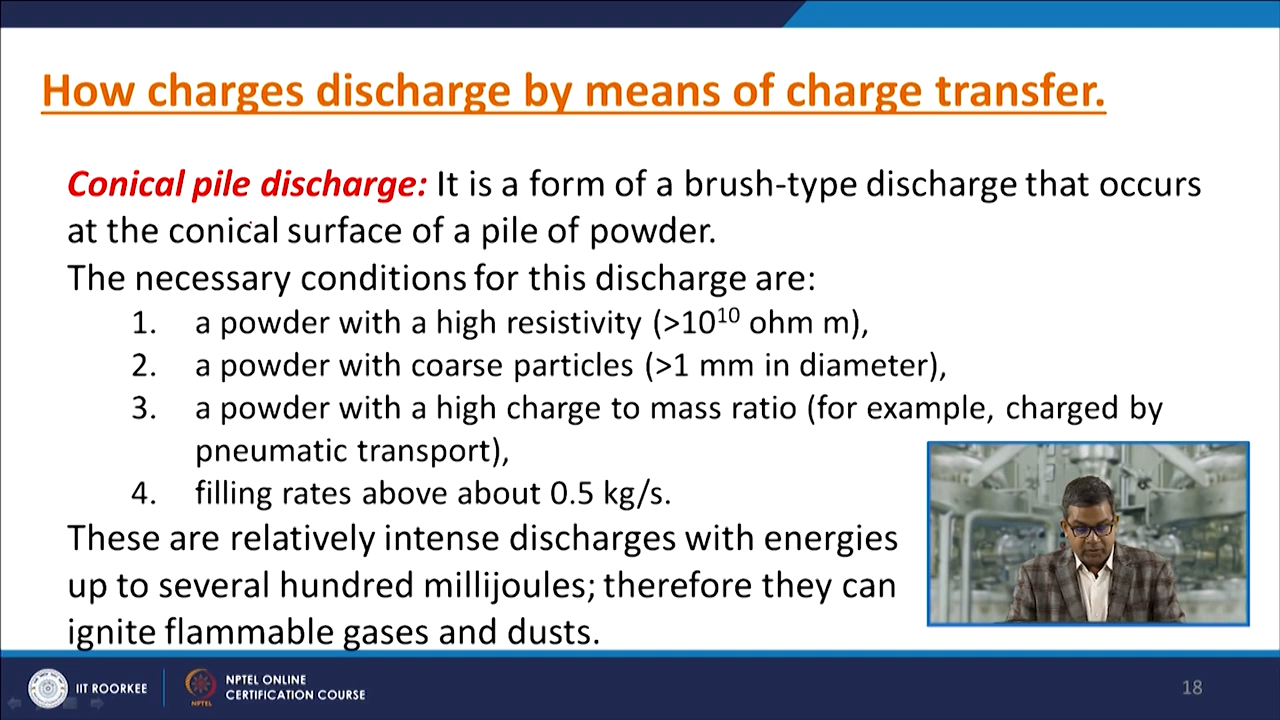 How charges discharge by means of charge transfer.
Conical pile discharge: It is a form of a brush-type discharge that occurs
at the conical surface of a pile of powder.
The necessary conditions for this discharge are:
1. a powder with a high resistivity (>10¹⁰ ohm m),
2. a powder with coarse particles (>1 mm in diameter),
3. a powder with a high charge to mass ratio (for example, charged by
pneumatic transport),
4. filling rates above about 0.5 kg/s.
These are relatively intense discharges with energies
up to several hundred millijoules; therefore they can
ignite flammable gases and dusts.
IIT ROORKEE
NPTEL
NPTEL ONLINE
CERTIFICATION COURSE
18